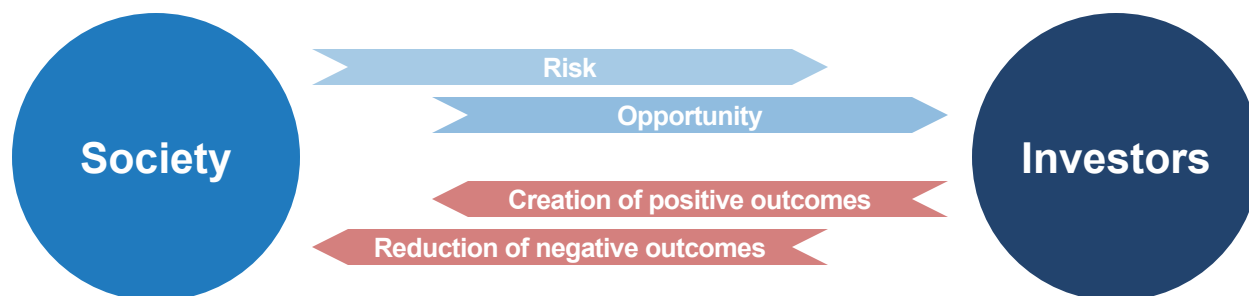 Risk
Opportunity
Society
Investors
Creation of positive outcomes
Reduction of negative outcomes